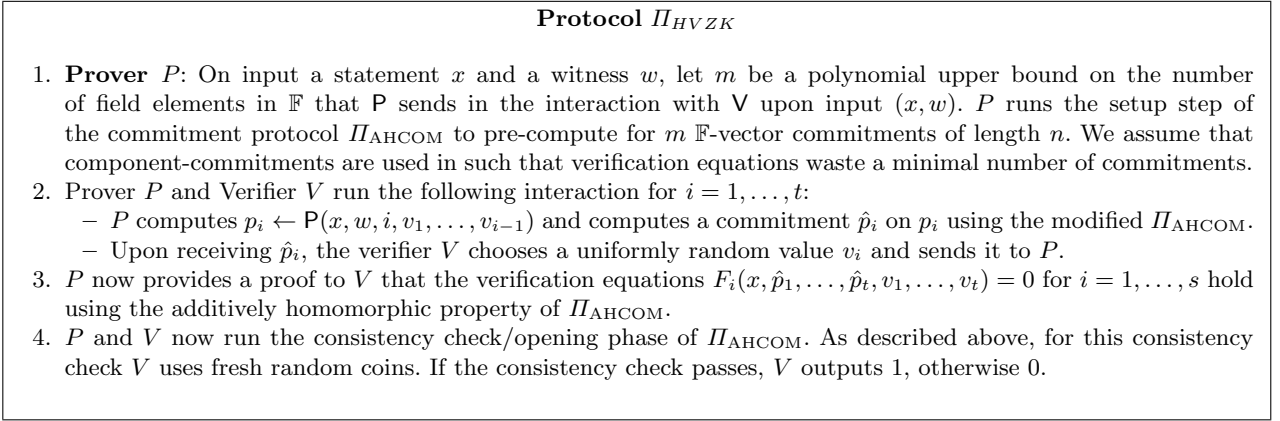 Protocol Π_{HVZK}
1. Prover P: On input a statement x and a witness w, let m be a polynomial upper bound on the number
of field elements in 𝔽 that P sends in the interaction with V upon input (x, w). P runs the setup step of
the commitment protocol Π_{AHCOM} to pre-compute for m 𝔽-vector commitments of length n. We assume that
component-commitments are used in such that verification equations waste a minimal number of commitments.
2. Prover P and Verifier V run the following interaction for i = 1, . . . , t:
– P computes p_i ← P(x, w, i, v_1, . . . , v_{i−1}) and computes a commitment p̂_i on p_i using the modified Π_{AHCOM}.
– Upon receiving p̂_i, the verifier V chooses a uniformly random value v_i and sends it to P.
3. P now provides a proof to V that the verification equations F_i(x, p̂_1, . . . , p̂_t, v_1, . . . , v_t) = 0 for i = 1, . . . , s hold
using the additively homomorphic property of Π_{AHCOM}.
4. P and V now run the consistency check/opening phase of Π_{AHCOM}. As described above, for this consistency
check V uses fresh random coins. If the consistency check passes, V outputs 1, otherwise 0.